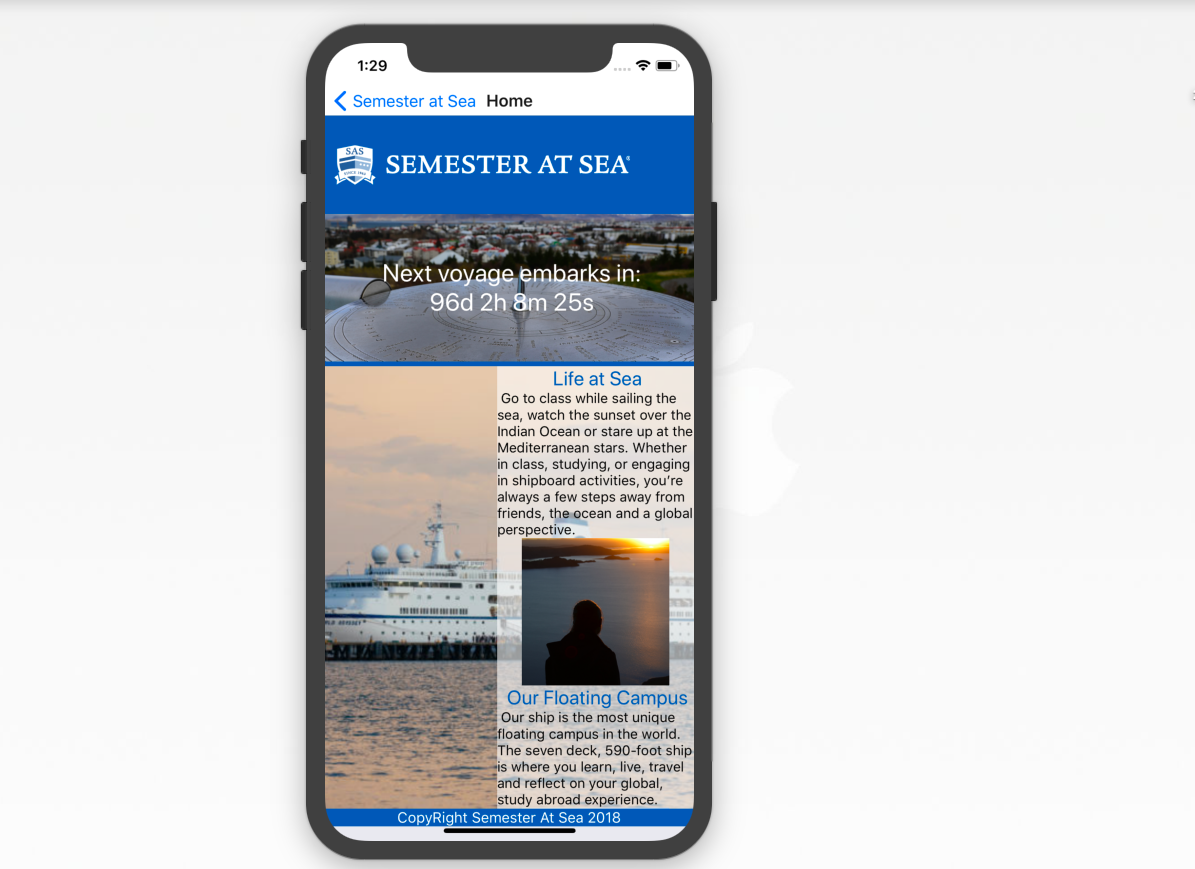 1:29
Semester at Sea Home
SAS
SINCE 1963
SEMESTER AT SEA®
Next voyage embarks in:
96d 2h 8m 25s
Life at Sea
Go to class while sailing the
sea, watch the sunset over the
Indian Ocean or stare up at the
Mediterranean stars. Whether
in class, studying, or engaging
in shipboard activities, you’re
always a few steps away from
friends, the ocean and a global
perspective.
Our Floating Campus
Our ship is the most unique
floating campus in the world.
The seven deck, 590-foot ship
is where you learn, live, travel
and reflect on your global,
study abroad experience.
CopyRight Semester At Sea 2018